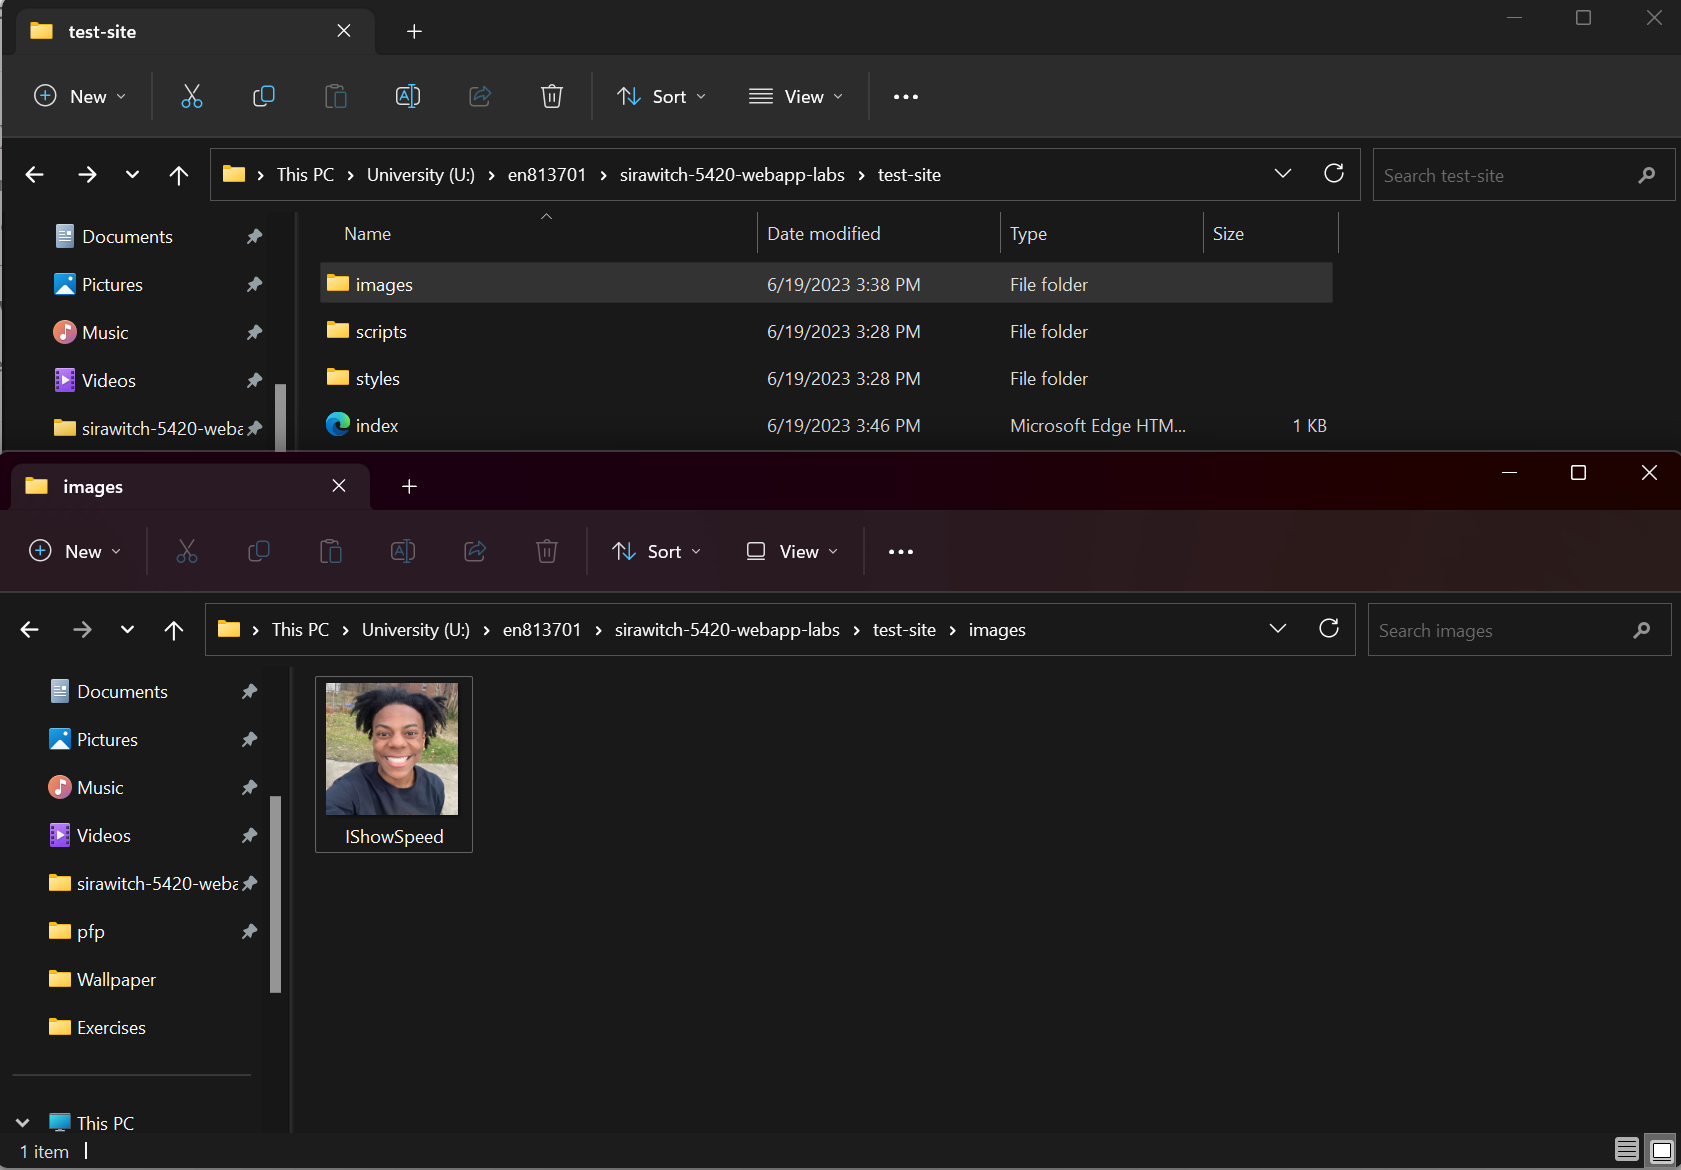 test-site
New
Sort
View
This PC > University (U:) > en813701 > sirawitch-5420-webapp-labs > test-site
Search test-site
Documents
Pictures
Music
Videos
sirawitch-5420-weba
Name Date modified Type Size
images 6/19/2023 3:38 PM File folder
scripts 6/19/2023 3:28 PM File folder
styles 6/19/2023 3:28 PM File folder
index 6/19/2023 3:46 PM Microsoft Edge HTM... 1 KB
images
New
Sort
View
This PC > University (U:) > en813701 > sirawitch-5420-webapp-labs > test-site > images
Search images
Documents
Pictures
Music
Videos
sirawitch-5420-weba
pfp
Wallpaper
Exercises
This PC
IShowSpeed
1 item